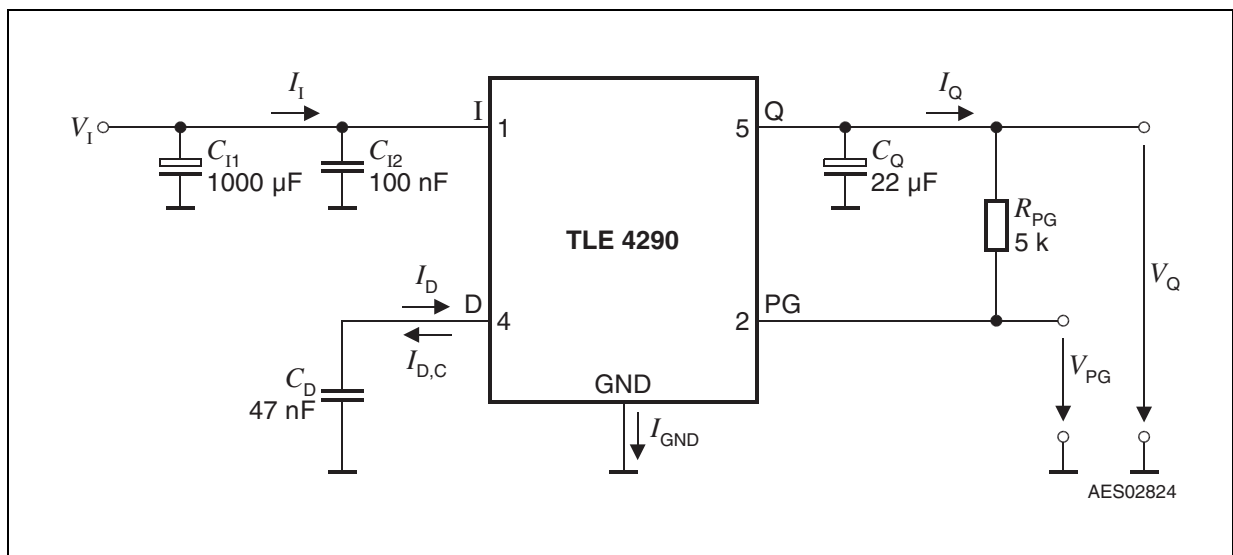 I_I
I_Q
V_I
I
1
Q
5
C_I1
1000 µF
C_I2
100 nF
C_Q
22 µF
TLE 4290
R_PG
5 k
V_Q
I_D
D
4
I_D,C
PG
2
C_D
47 nF
GND
I_GND
V_PG
AES02824